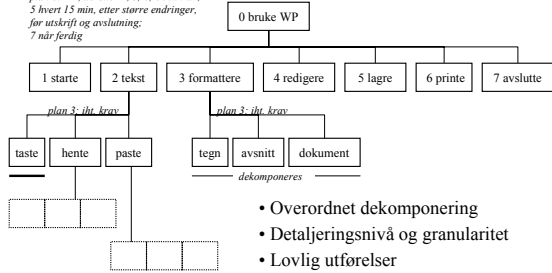 5 hvert 15 min, etter større endringer,
før utskrift og avslutning;
7 når ferdig
0 bruke WP
1 starte
2 tekst
3 formattere
4 redigere
5 lagre
6 printe
7 avslutte
plan 3: iht. krav
plan 3: iht. krav
taste
hente
paste
tegn
avsnitt
dokument
dekomponeres
• Overordnet dekomponering
• Detaljeringsnivå og granularitet
• Lovlig utførelser